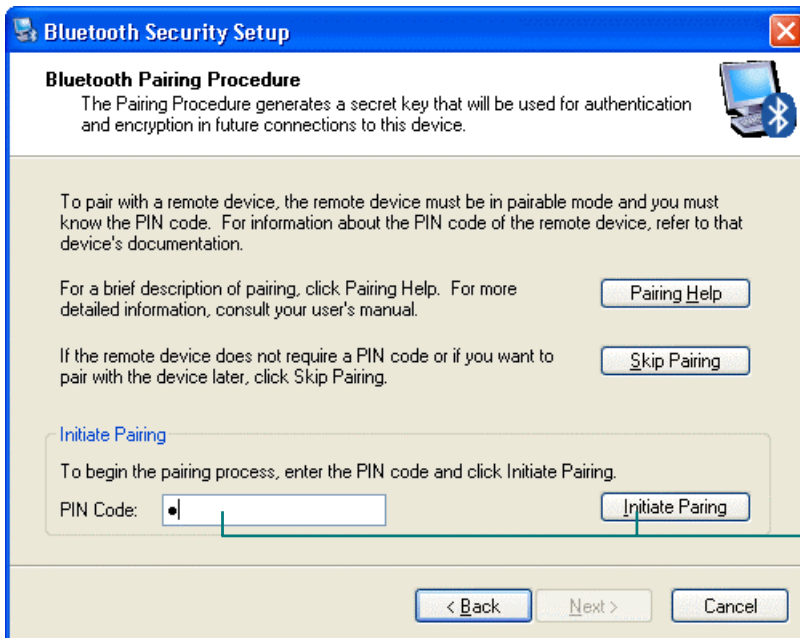 Bluetooth Security Setup
Bluetooth Pairing Procedure
The Pairing Procedure generates a secret key that will be used for authentication
and encryption in future connections to this device.
To pair with a remote device, the remote device must be in pairable mode and you must
know the PIN code. For information about the PIN code of the remote device, refer to that
device's documentation.
For a brief description of pairing, click Pairing Help. For more
detailed information, consult your user's manual.
Pairing Help
If the remote device does not require a PIN code or if you want to
pair with the device later, click Skip Pairing.
Skip Pairing
Initiate Pairing
To begin the pairing process, enter the PIN code and click Initiate Pairing.
PIN Code: ●
Initiate Paring
< Back Next > Cancel